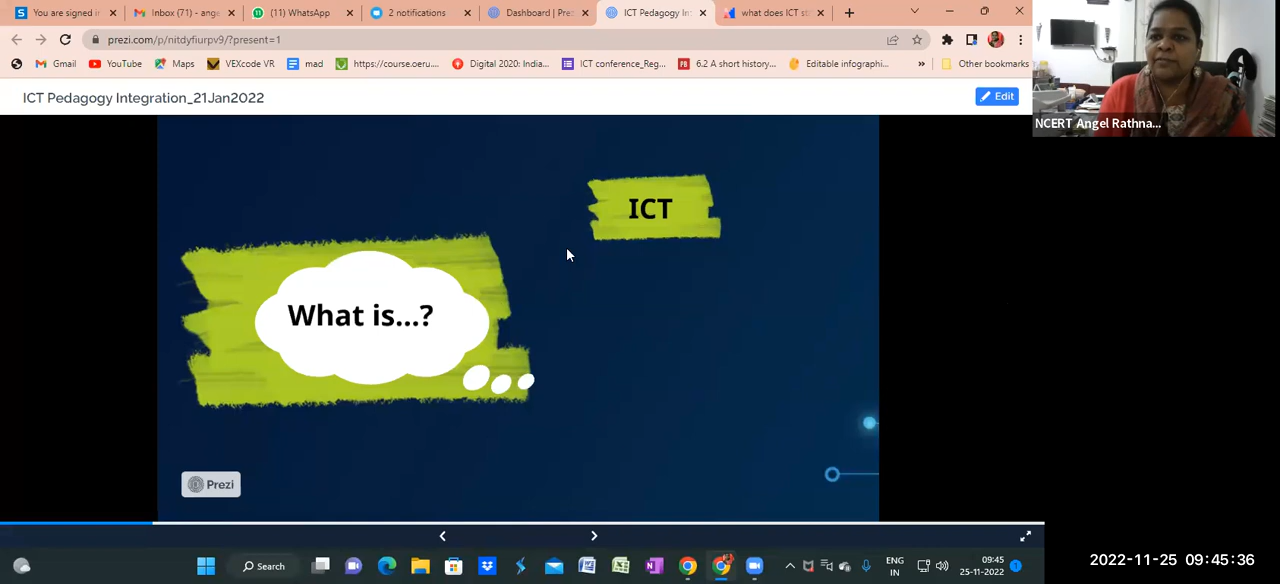 You are signed in
Inbox (71) - ange
(11) WhatsApp
2 notifications
Dashboard | Prez
ICT Pedagogy In
what does ICT st
prezi.com/p/nitdyfiurpv9/?present=1
Gmail
YouTube
Maps
VEXcode VR
mad
https://course.oeru....
Digital 2020: India...
ICT conference_Reg...
6.2 A short history...
Editable infographi...
»
Other bookmarks
ICT Pedagogy Integration_21Jan2022
Edit
NCERT Angel Rathna...
ICT
What is...?
Prezi
Search
ENG
IN
09:45
25-11-2022
2022-11-25 09:45:36